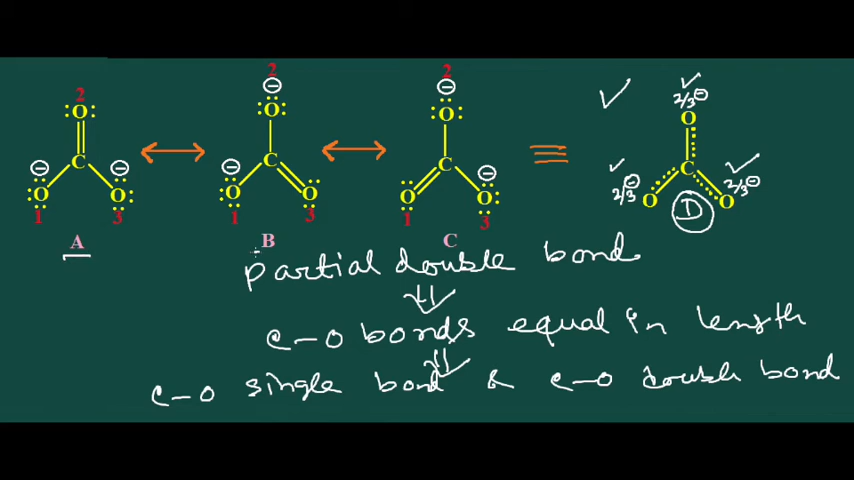 2 2 2
O O O 2/3⊖ O
C C C C
O O O O O O 2/3⊖ O 2/3⊖ O
1 3 1 3 1 3 D
A B C
partial double bond
C-O bonds equal in length
C-O single bond & C-O double bond